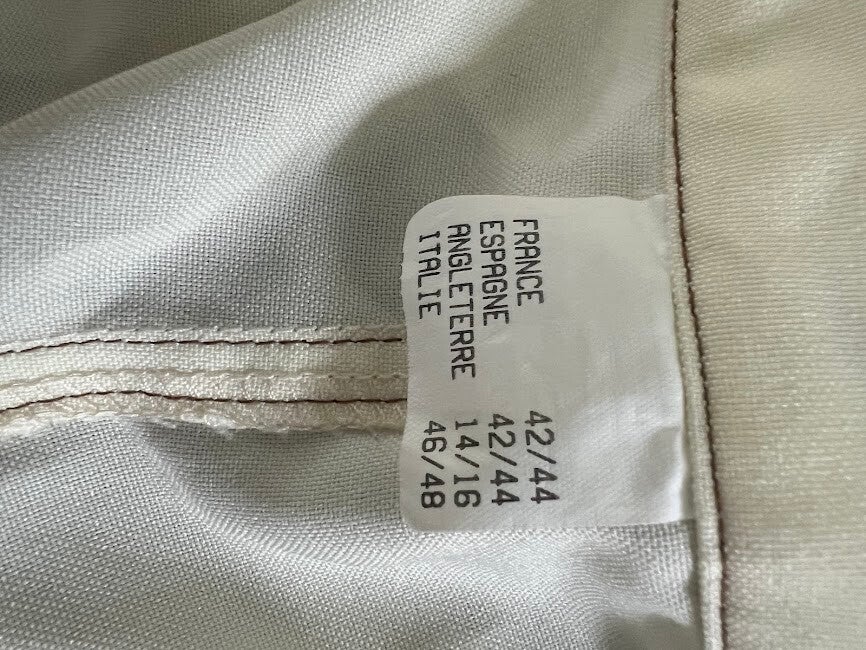 FRANCE 42/44
ESPAGNE 42/44
ANGLETERRE 14/16
ITALIE 46/48